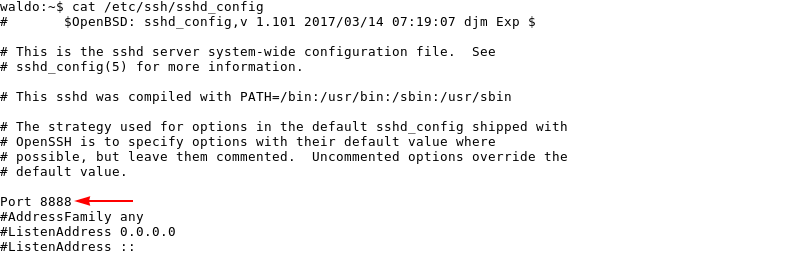 waldo:~$ cat /etc/ssh/sshd_config
#       $OpenBSD: sshd_config,v 1.101 2017/03/14 07:19:07 djm Exp $
# This is the sshd server system-wide configuration file.  See
# sshd_config(5) for more information.
# This sshd was compiled with PATH=/bin:/usr/bin:/sbin:/usr/sbin
# The strategy used for options in the default sshd_config shipped with
# OpenSSH is to specify options with their default value where
# possible, but leave them commented.  Uncommented options override the
# default value.
Port 8888
#AddressFamily any
#ListenAddress 0.0.0.0
#ListenAddress ::